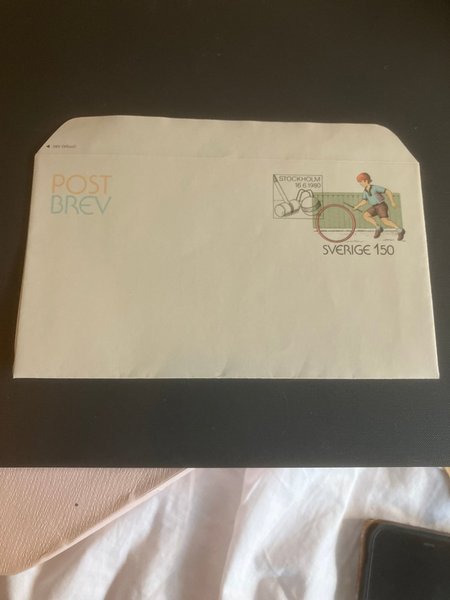 POST
BREV
STOCKHOLM
16.6.1980
SVERIGE 150